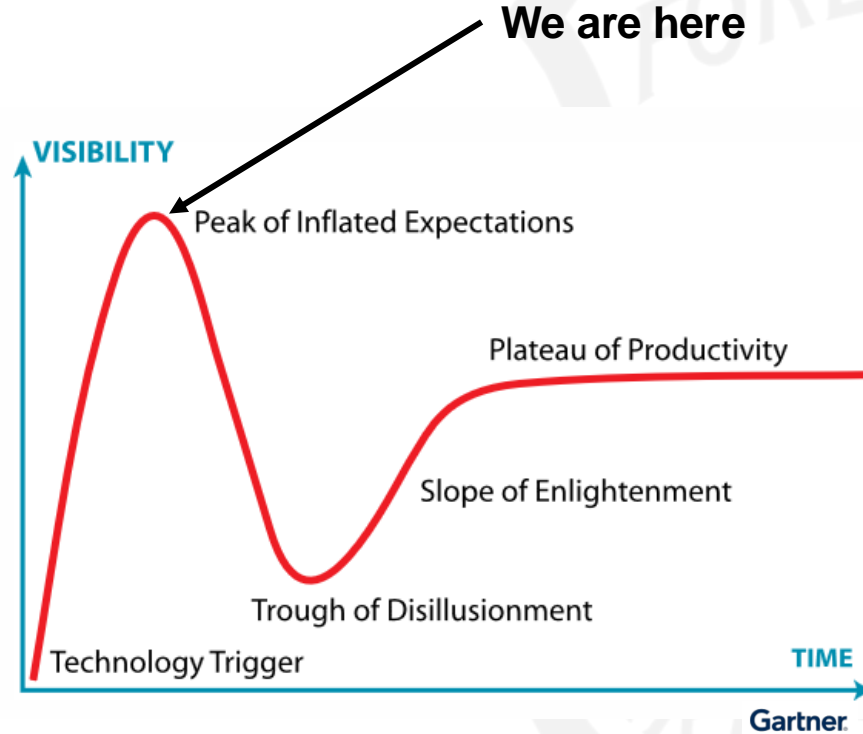 We are here
VISIBILITY
Peak of Inflated Expectations
Plateau of Productivity
Slope of Enlightenment
Trough of Disillusionment
Technology Trigger
TIME
Gartner